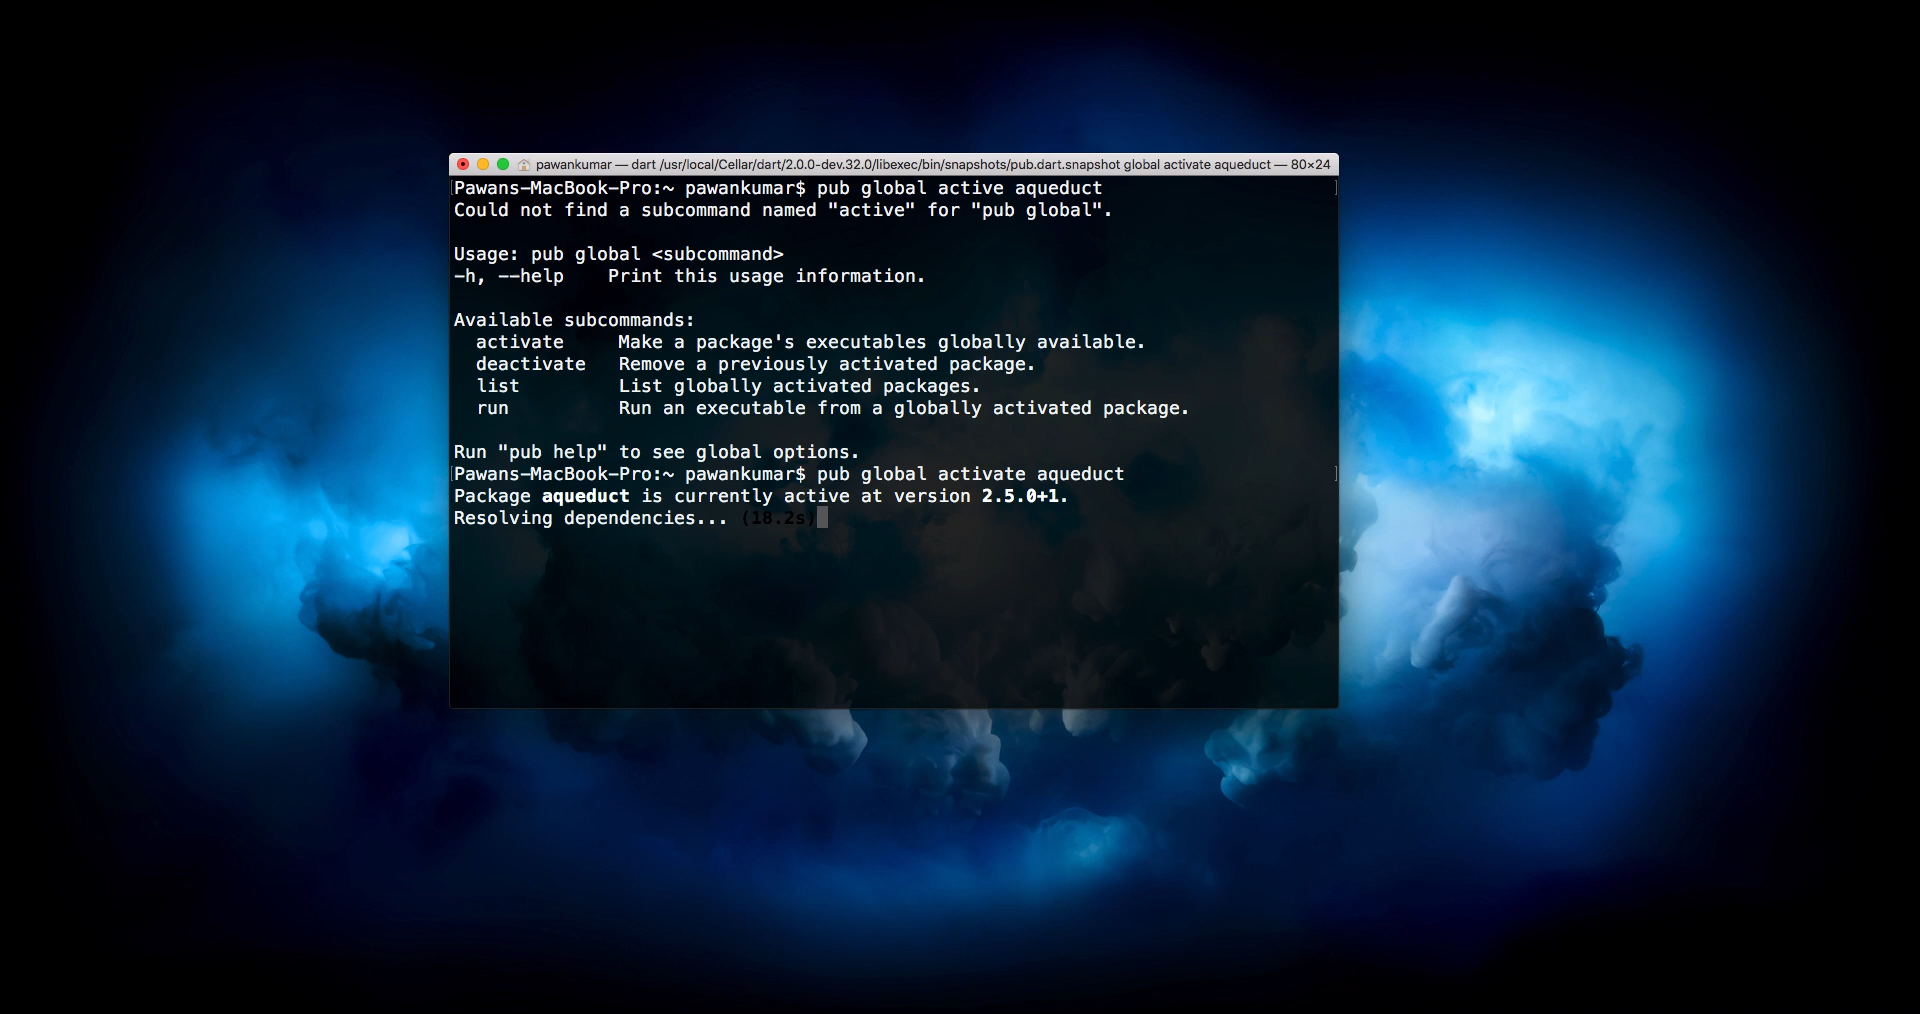 pawankumar — dart /usr/local/Cellar/dart/2.0.0-dev.32.0/libexec/bin/snapshots/pub.dart.snapshot global activate aqueduct — 80×24
Pawans-MacBook-Pro:~ pawankumar$ pub global active aqueduct
Could not find a subcommand named "active" for "pub global".
Usage: pub global <subcommand>
-h, --help    Print this usage information.
Available subcommands:
  activate     Make a package's executables globally available.
  deactivate   Remove a previously activated package.
  list         List globally activated packages.
  run          Run an executable from a globally activated package.
Run "pub help" to see global options.
Pawans-MacBook-Pro:~ pawankumar$ pub global activate aqueduct
Package aqueduct is currently active at version 2.5.0+1.
Resolving dependencies... (18.2s)